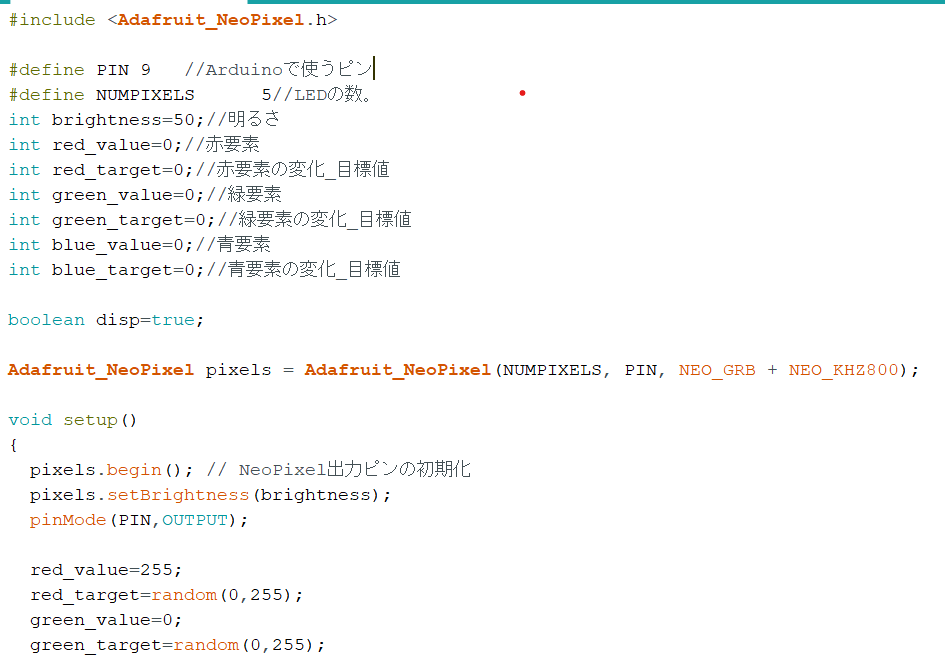 #include <Adafruit_NeoPixel.h>
#define PIN 9   //Arduinoで使うピン
#define NUMPIXELS      5//LEDの数。
int brightness=50;//明るさ
int red_value=0;//赤要素
int red_target=0;//赤要素の変化_目標値
int green_value=0;//緑要素
int green_target=0;//緑要素の変化_目標値
int blue_value=0;//青要素
int blue_target=0;//青要素の変化_目標値
boolean disp=true;
Adafruit_NeoPixel pixels = Adafruit_NeoPixel(NUMPIXELS, PIN, NEO_GRB + NEO_KHZ800);
void setup()
{
  pixels.begin(); // NeoPixel出力ピンの初期化
  pixels.setBrightness(brightness);
  pinMode(PIN,OUTPUT);
  red_value=255;
  red_target=random(0,255);
  green_value=0;
  green_target=random(0,255);